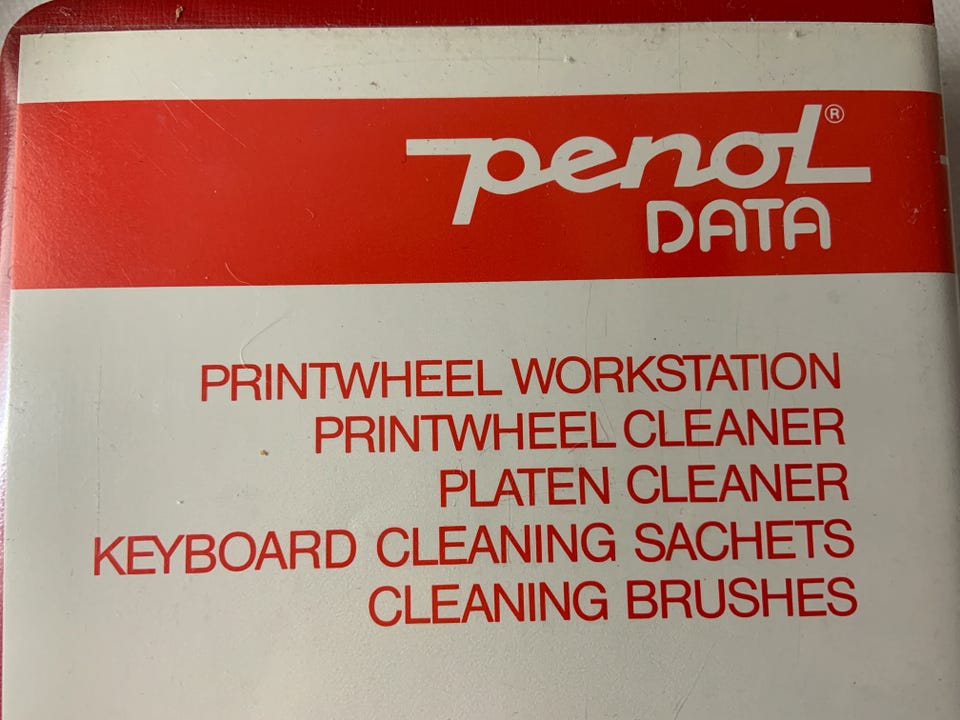 penol®
DATA
PRINTWHEEL WORKSTATION
PRINTWHEEL CLEANER
PLATEN CLEANER
KEYBOARD CLEANING SACHETS
CLEANING BRUSHES